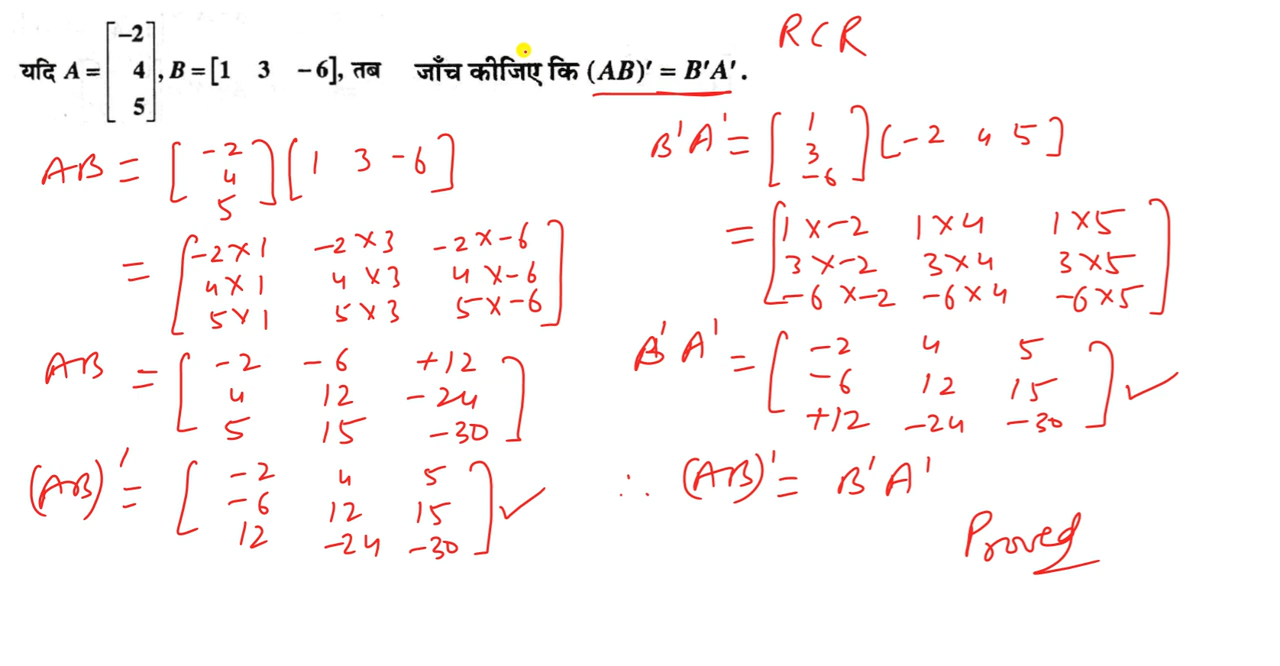 RCR
यदि A = [-2 4 5], B = [1 3 -6], तब जाँच कीजिए कि (AB)' = B'A'.
AB = [-2 4 5] [1 3 -6]
= [-2×1 -2×3 -2×-6
4×1 4×3 4×-6
5×1 5×3 5×-6]
AB = [-2 -6 +12
4 12 -24
5 15 -30]
(AB)' = [-2 4 5
-6 12 15
12 -24 -30] ✓
B'A' = [1 3 -6] [-2 4 5]
= [1×-2 1×4 1×5
3×-2 3×4 3×5
-6×-2 -6×4 -6×5]
B'A' = [-2 4 5
-6 12 15
+12 -24 -30] ✓
∴ (AB)' = B'A'
Proved